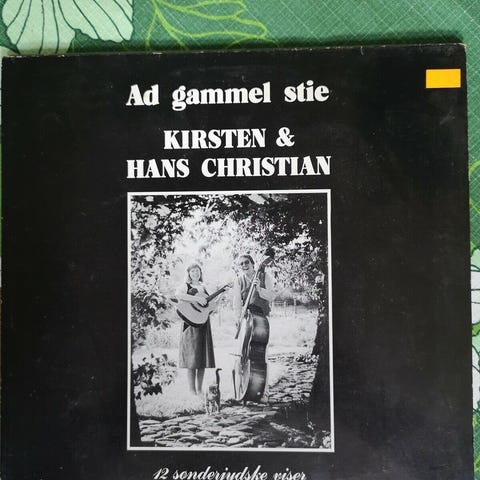 Ad gammel stie
KIRSTEN &
HANS CHRISTIAN
12 sønderjydske viser